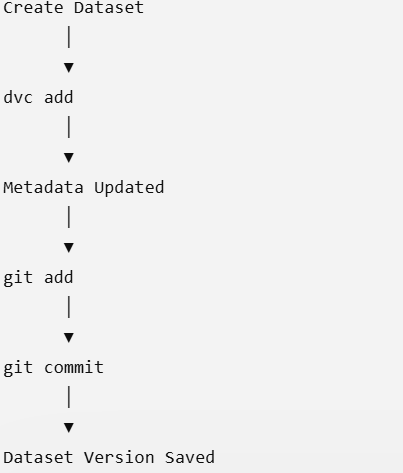 Create Dataset
│
▼
dvc add
│
▼
Metadata Updated
│
▼
git add
│
▼
git commit
│
▼
Dataset Version Saved